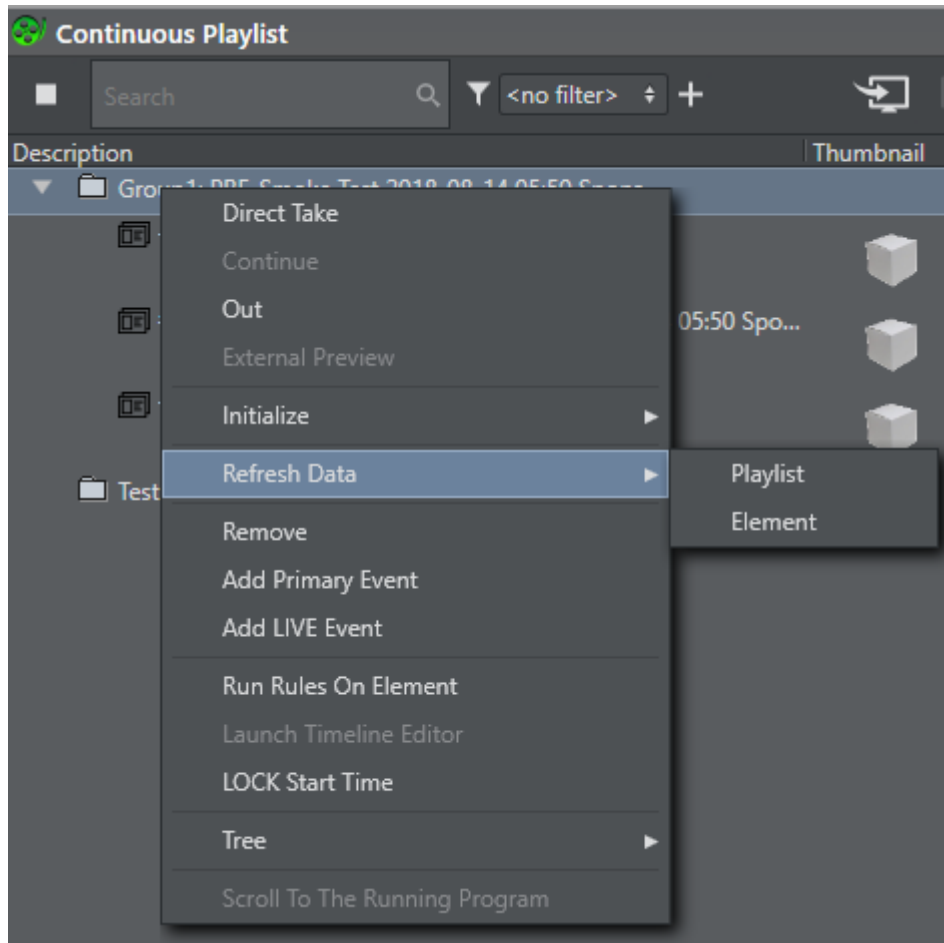 Continuous Playlist
Search
<no filter>
Description Thumbnail
Direct Take
Continue
Out
05:50 Spo...
External Preview
Initialize
Refresh Data
Playlist
Element
Test
Remove
Add Primary Event
Add LIVE Event
Run Rules On Element
Launch Timeline Editor
LOCK Start Time
Tree
Scroll To The Running Program